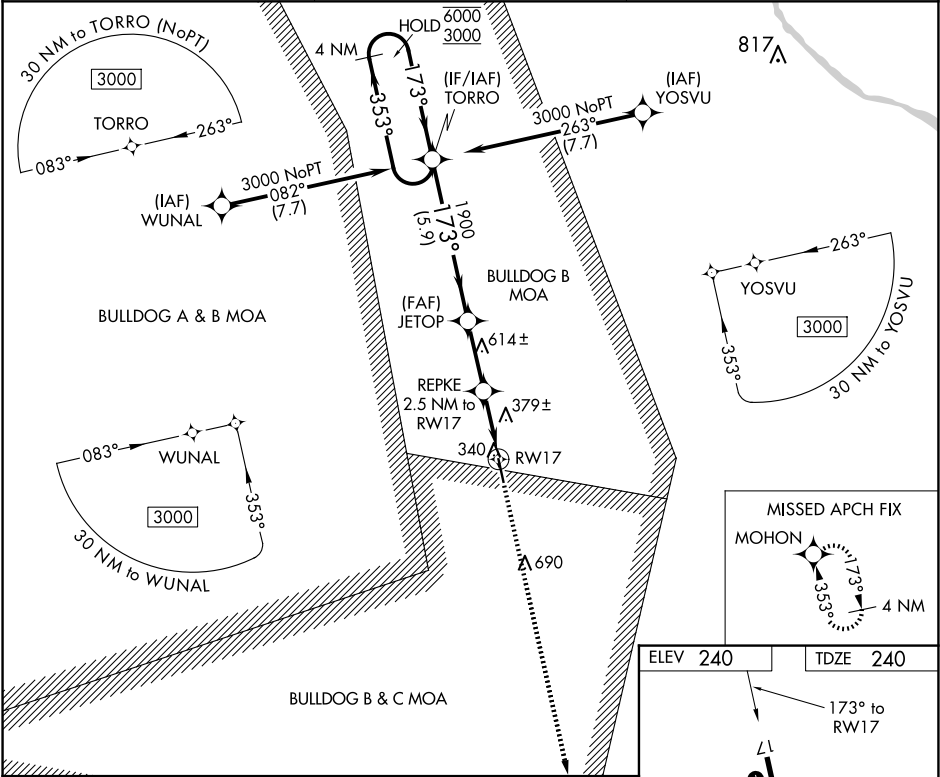 30 NM to TORRO (NoPT)
3000
TORRO
083°
263°
HOLD
6000
3000
4 NM
353°
173°
(IF/IAF)
TORRO
817
(IAF)
YOSVU
3000 NoPT
263°
(7.7)
3000 NoPT
082°
(7.7)
(IAF)
WUNAL
1900
173°
(5.9)
263°
YOSVU
3000
353°
30 NM to YOSVU
BULLDOG A & B MOA
BULLDOG B
MOA
(FAF)
JETOP
614±
REPKE
2.5 NM to
RW17
379±
340
RW17
083°
WUNAL
353°
3000
30 NM to WUNAL
690
MISSED APCH FIX
MOHON
353°
173°
4 NM
BULLDOG B & C MOA
ELEV 240
TDZE 240
173° to
RW17
17